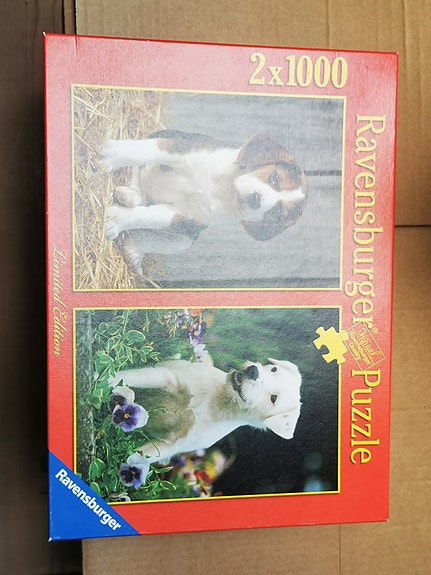 2x1000
Ravensburger® Puzzle
Limited Edition
Ravensburger